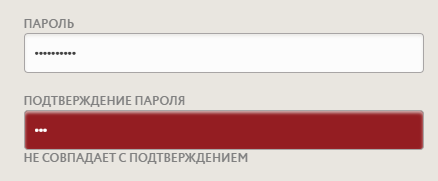 ПАРОЛЬ
••••••••••
ПОДТВЕРЖДЕНИЕ ПАРОЛЯ
•••
НЕ СОВПАДАЕТ С ПОДТВЕРЖДЕНИЕМ